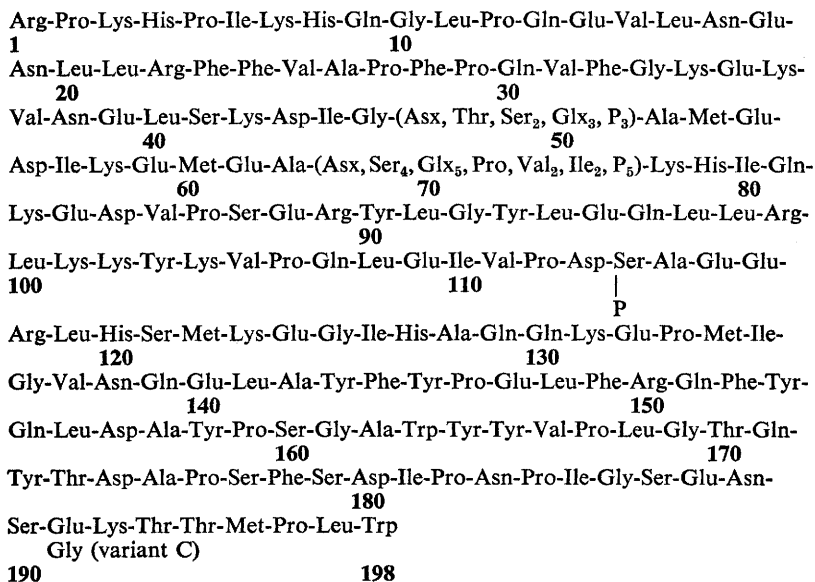 Arg-Pro-Lys-His-Pro-Ile-Lys-His-Gln-Gly-Leu-Pro-Gln-Glu-Val-Leu-Asn-Glu-
1 10
Asn-Leu-Leu-Arg-Phe-Phe-Val-Ala-Pro-Phe-Pro-Gln-Val-Phe-Gly-Lys-Glu-Lys-
20 30
Val-Asn-Glu-Leu-Ser-Lys-Asp-Ile-Gly-(Asx, Thr, Ser₂, Glx₃, P₃)-Ala-Met-Glu-
40 50
Asp-Ile-Lys-Glu-Met-Glu-Ala-(Asx, Ser₄, Glx₅, Pro, Val₂, Ile₂, P₅)-Lys-His-Ile-Gln-
60 70 80
Lys-Glu-Asp-Val-Pro-Ser-Glu-Arg-Tyr-Leu-Gly-Tyr-Leu-Glu-Gln-Leu-Leu-Arg-
90
Leu-Lys-Lys-Tyr-Lys-Val-Pro-Gln-Leu-Glu-Ile-Val-Pro-Asp-Ser-Ala-Glu-Glu-
100 110 |
P
Arg-Leu-His-Ser-Met-Lys-Glu-Gly-Ile-His-Ala-Gln-Gln-Lys-Glu-Pro-Met-Ile-
120 130
Gly-Val-Asn-Gln-Glu-Leu-Ala-Tyr-Phe-Tyr-Pro-Glu-Leu-Phe-Arg-Gln-Phe-Tyr-
140 150
Gln-Leu-Asp-Ala-Tyr-Pro-Ser-Gly-Ala-Trp-Tyr-Tyr-Val-Pro-Leu-Gly-Thr-Gln-
160 170
Tyr-Thr-Asp-Ala-Pro-Ser-Phe-Ser-Asp-Ile-Pro-Asn-Pro-Ile-Gly-Ser-Glu-Asn-
180
Ser-Glu-Lys-Thr-Thr-Met-Pro-Leu-Trp
Gly (variant C)
190 198